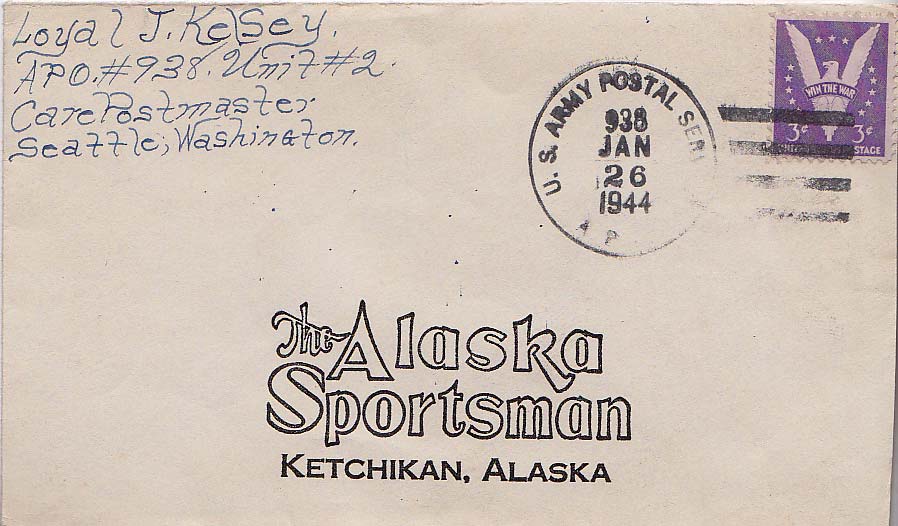 Loyal J. Kelsey.
APO.#938. Unit#2.
Care Postmaster
Seattle, Washington.
U. S. ARMY POSTAL SER
938
JAN
26
1944
A P
WIN THE WAR
3¢ 3¢
STAGE
The Alaska
Sportsman
KETCHIKAN, ALASKA